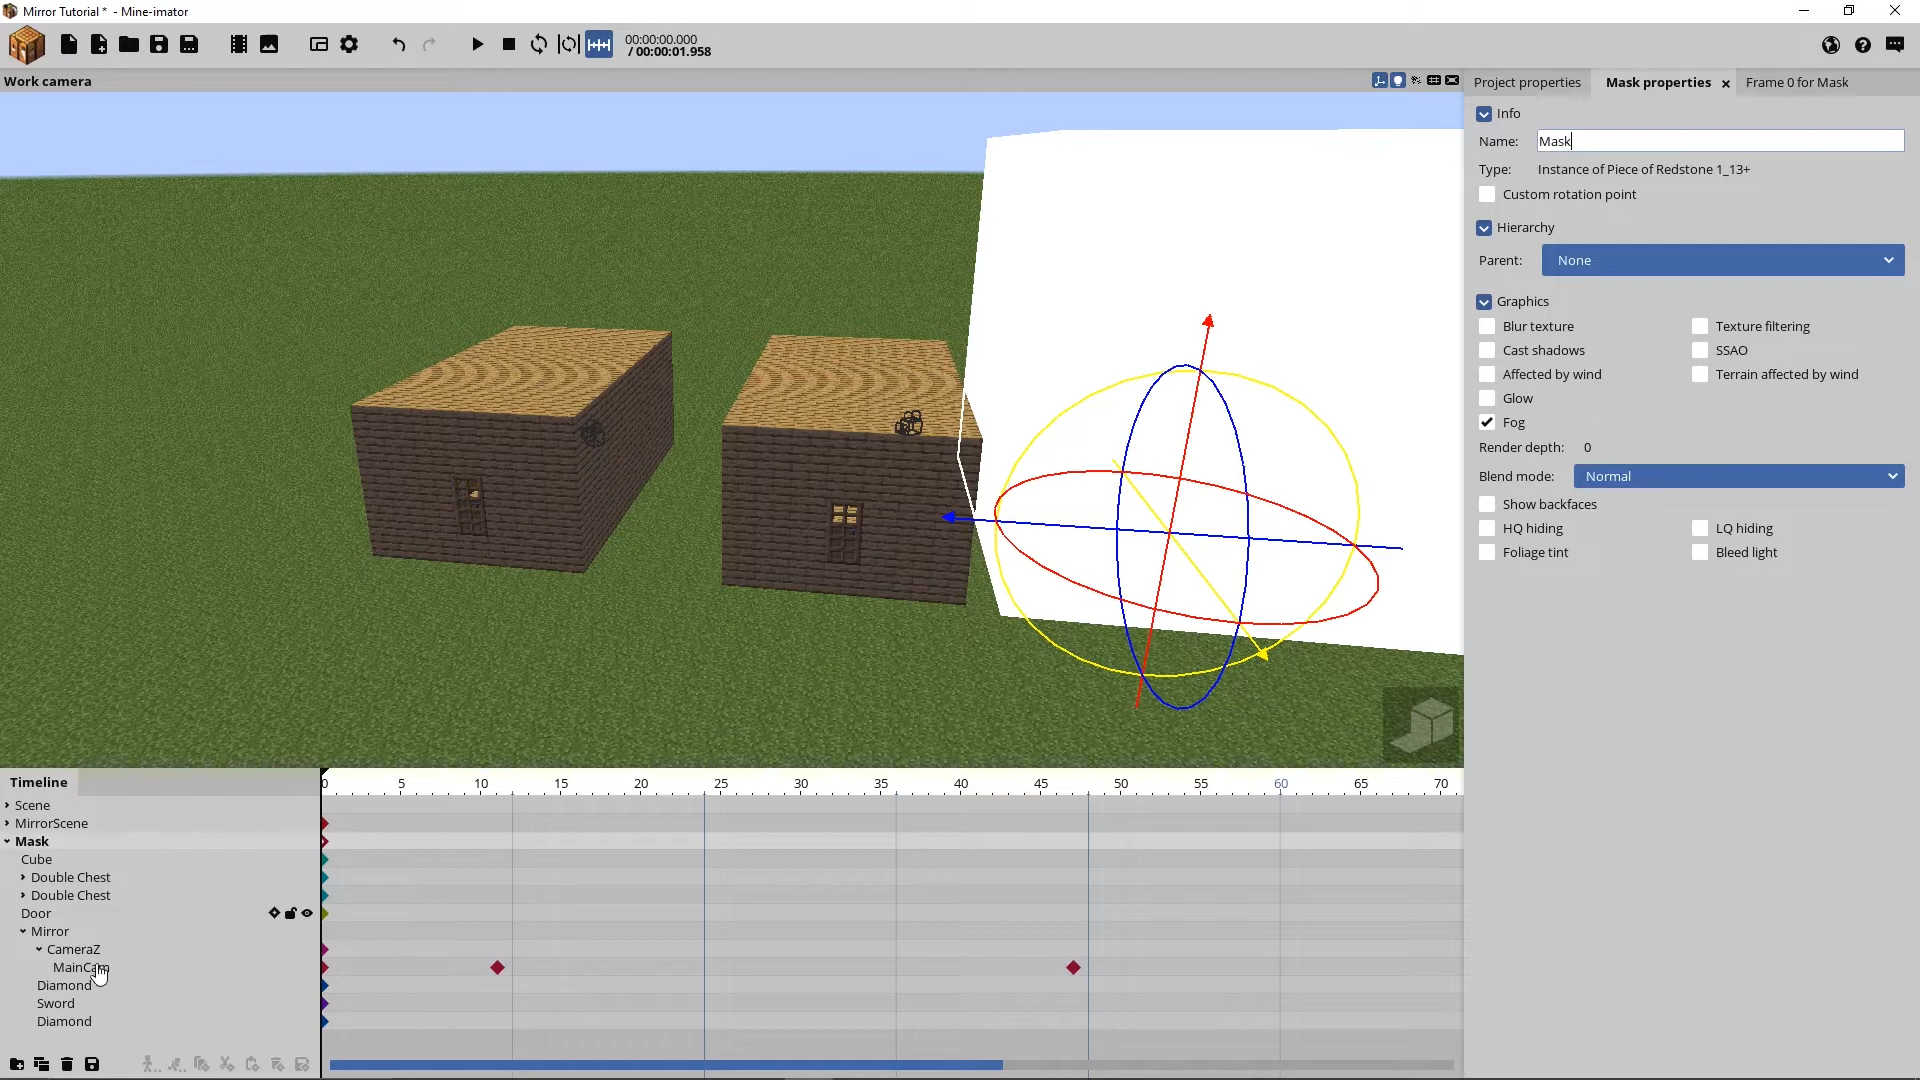 Mirror Tutorial * - Mine-imator
00:00:00.000
/ 00:00:01.958
Work camera
Project properties
Mask properties x
Frame 0 for Mask
Info
Name: Mask
Type: Instance of Piece of Redstone 1_13+
Custom rotation point
Hierarchy
Parent: None
Graphics
Blur texture Texture filtering
Cast shadows SSAO
Affected by wind Terrain affected by wind
Glow
Fog
Render depth: 0
Blend mode: Normal
Show backfaces
HQ hiding LQ hiding
Foliage tint Bleed light
Timeline
0 5 10 15 20 25 30 35 40 45 50 55 60 65 70
Scene
MirrorScene
Mask
Cube
Double Chest
Double Chest
Door
Mirror
CameraZ
MainCam
Diamond
Sword
Diamond